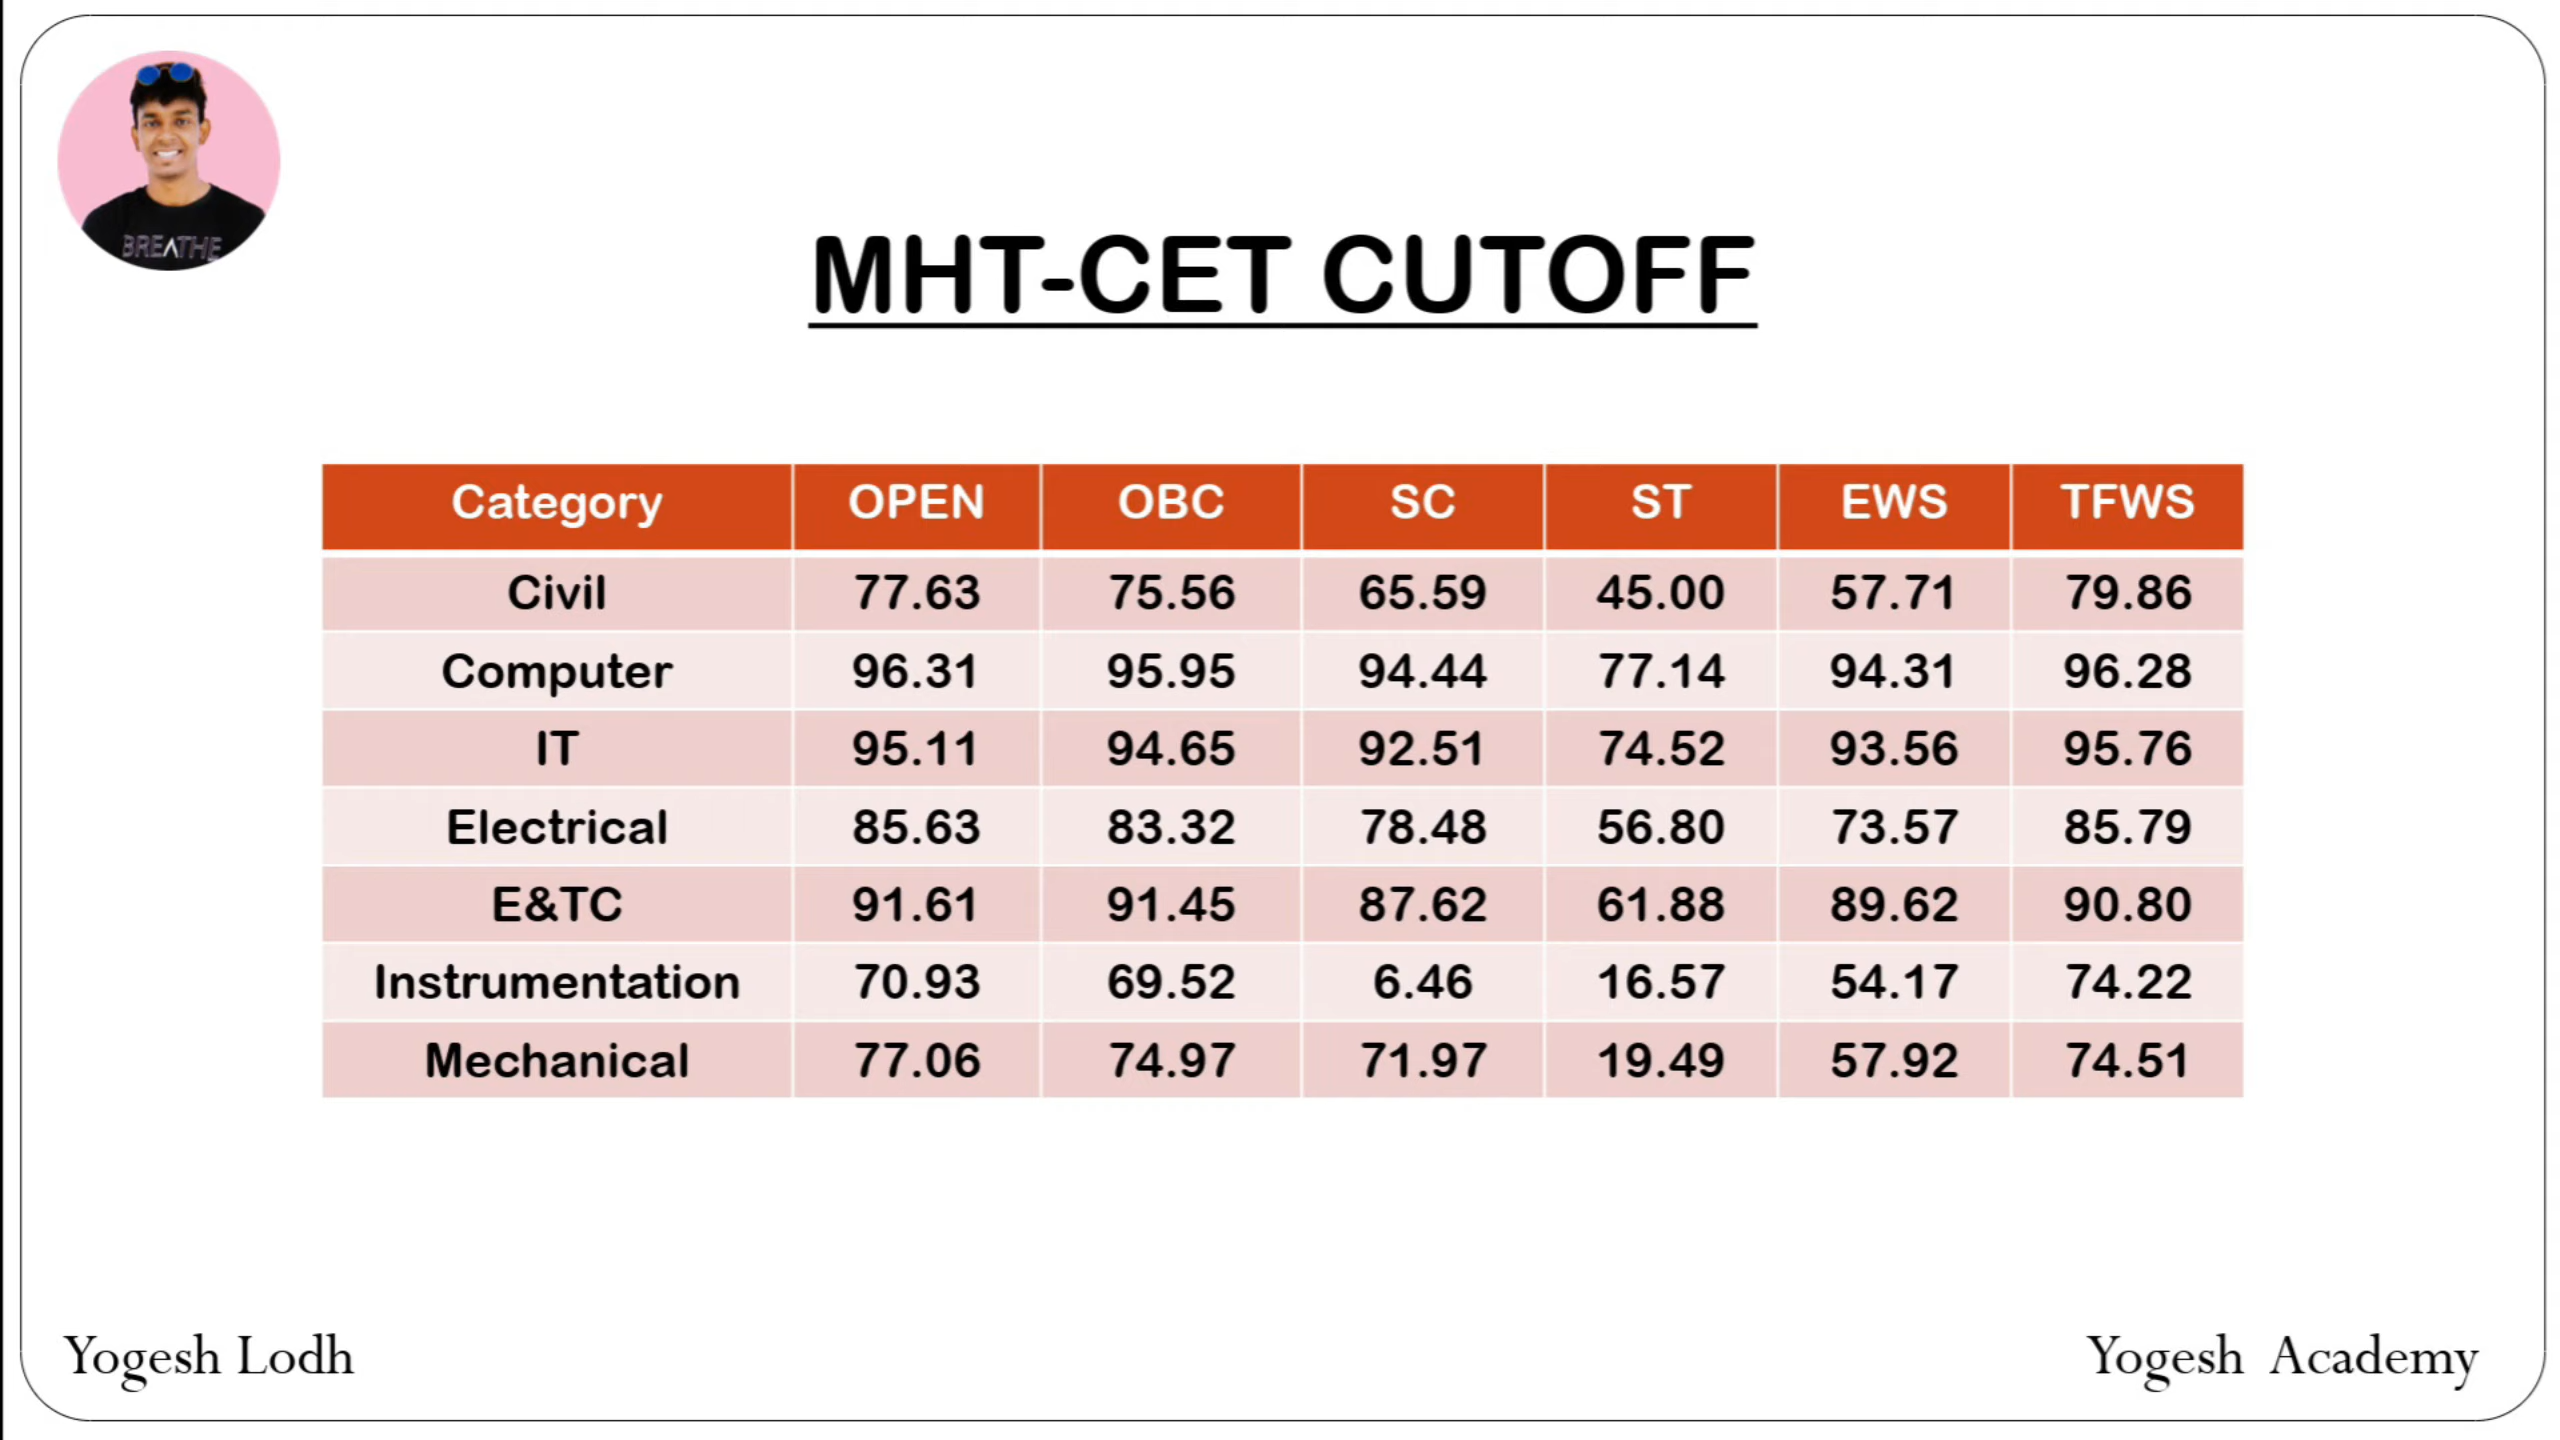 BREATHE
MHT-CET CUTOFF
Category OPEN OBC SC ST EWS TFWS
Civil 77.63 75.56 65.59 45.00 57.71 79.86
Computer 96.31 95.95 94.44 77.14 94.31 96.28
IT 95.11 94.65 92.51 74.52 93.56 95.76
Electrical 85.63 83.32 78.48 56.80 73.57 85.79
E&TC 91.61 91.45 87.62 61.88 89.62 90.80
Instrumentation 70.93 69.52 6.46 16.57 54.17 74.22
Mechanical 77.06 74.97 71.97 19.49 57.92 74.51
Yogesh Lodh Yogesh Academy